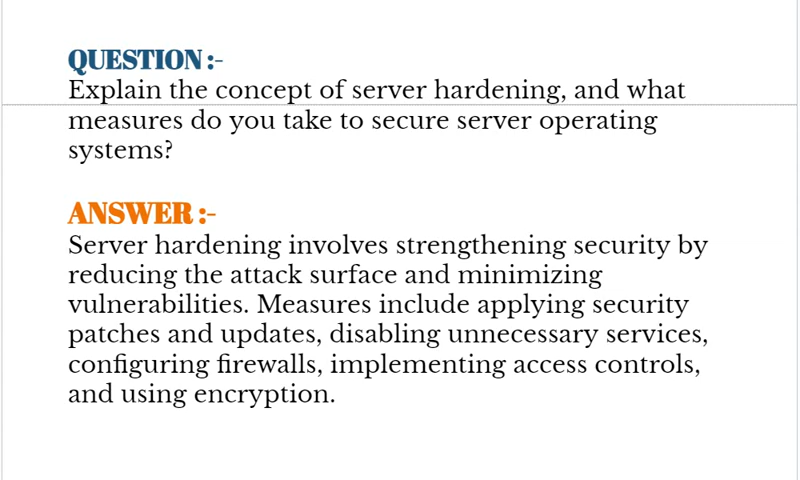 QUESTION :-
Explain the concept of server hardening, and what
measures do you take to secure server operating
systems?
ANSWER :-
Server hardening involves strengthening security by
reducing the attack surface and minimizing
vulnerabilities. Measures include applying security
patches and updates, disabling unnecessary services,
configuring firewalls, implementing access controls,
and using encryption.